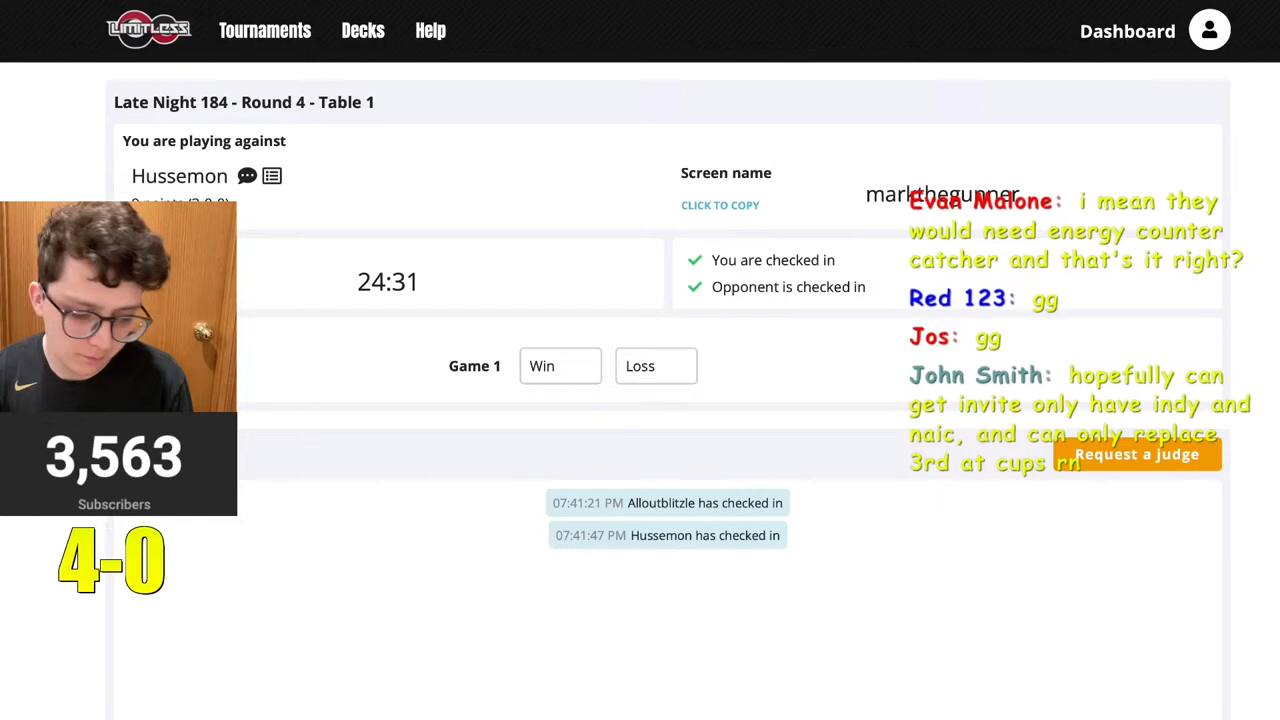 LIMITLESS
Tournaments
Decks
Help
Dashboard
Late Night 184 - Round 4 - Table 1
You are playing against
Hussemon
Screen name
CLICK TO COPY
markthegunner
24:31
You are checked in
Opponent is checked in
Game 1
Win
Loss
Request a judge
07:41:21 PM Alloutblitzle has checked in
07:41:47 PM Hussemon has checked in
Evan Malone: i mean they
would need energy counter
catcher and that's it right?
Red 123: gg
Jos: gg
John Smith: hopefully can
get invite only have indy and
naic, and can only replace
3rd at cups rn
3,563
Subscribers
4-0